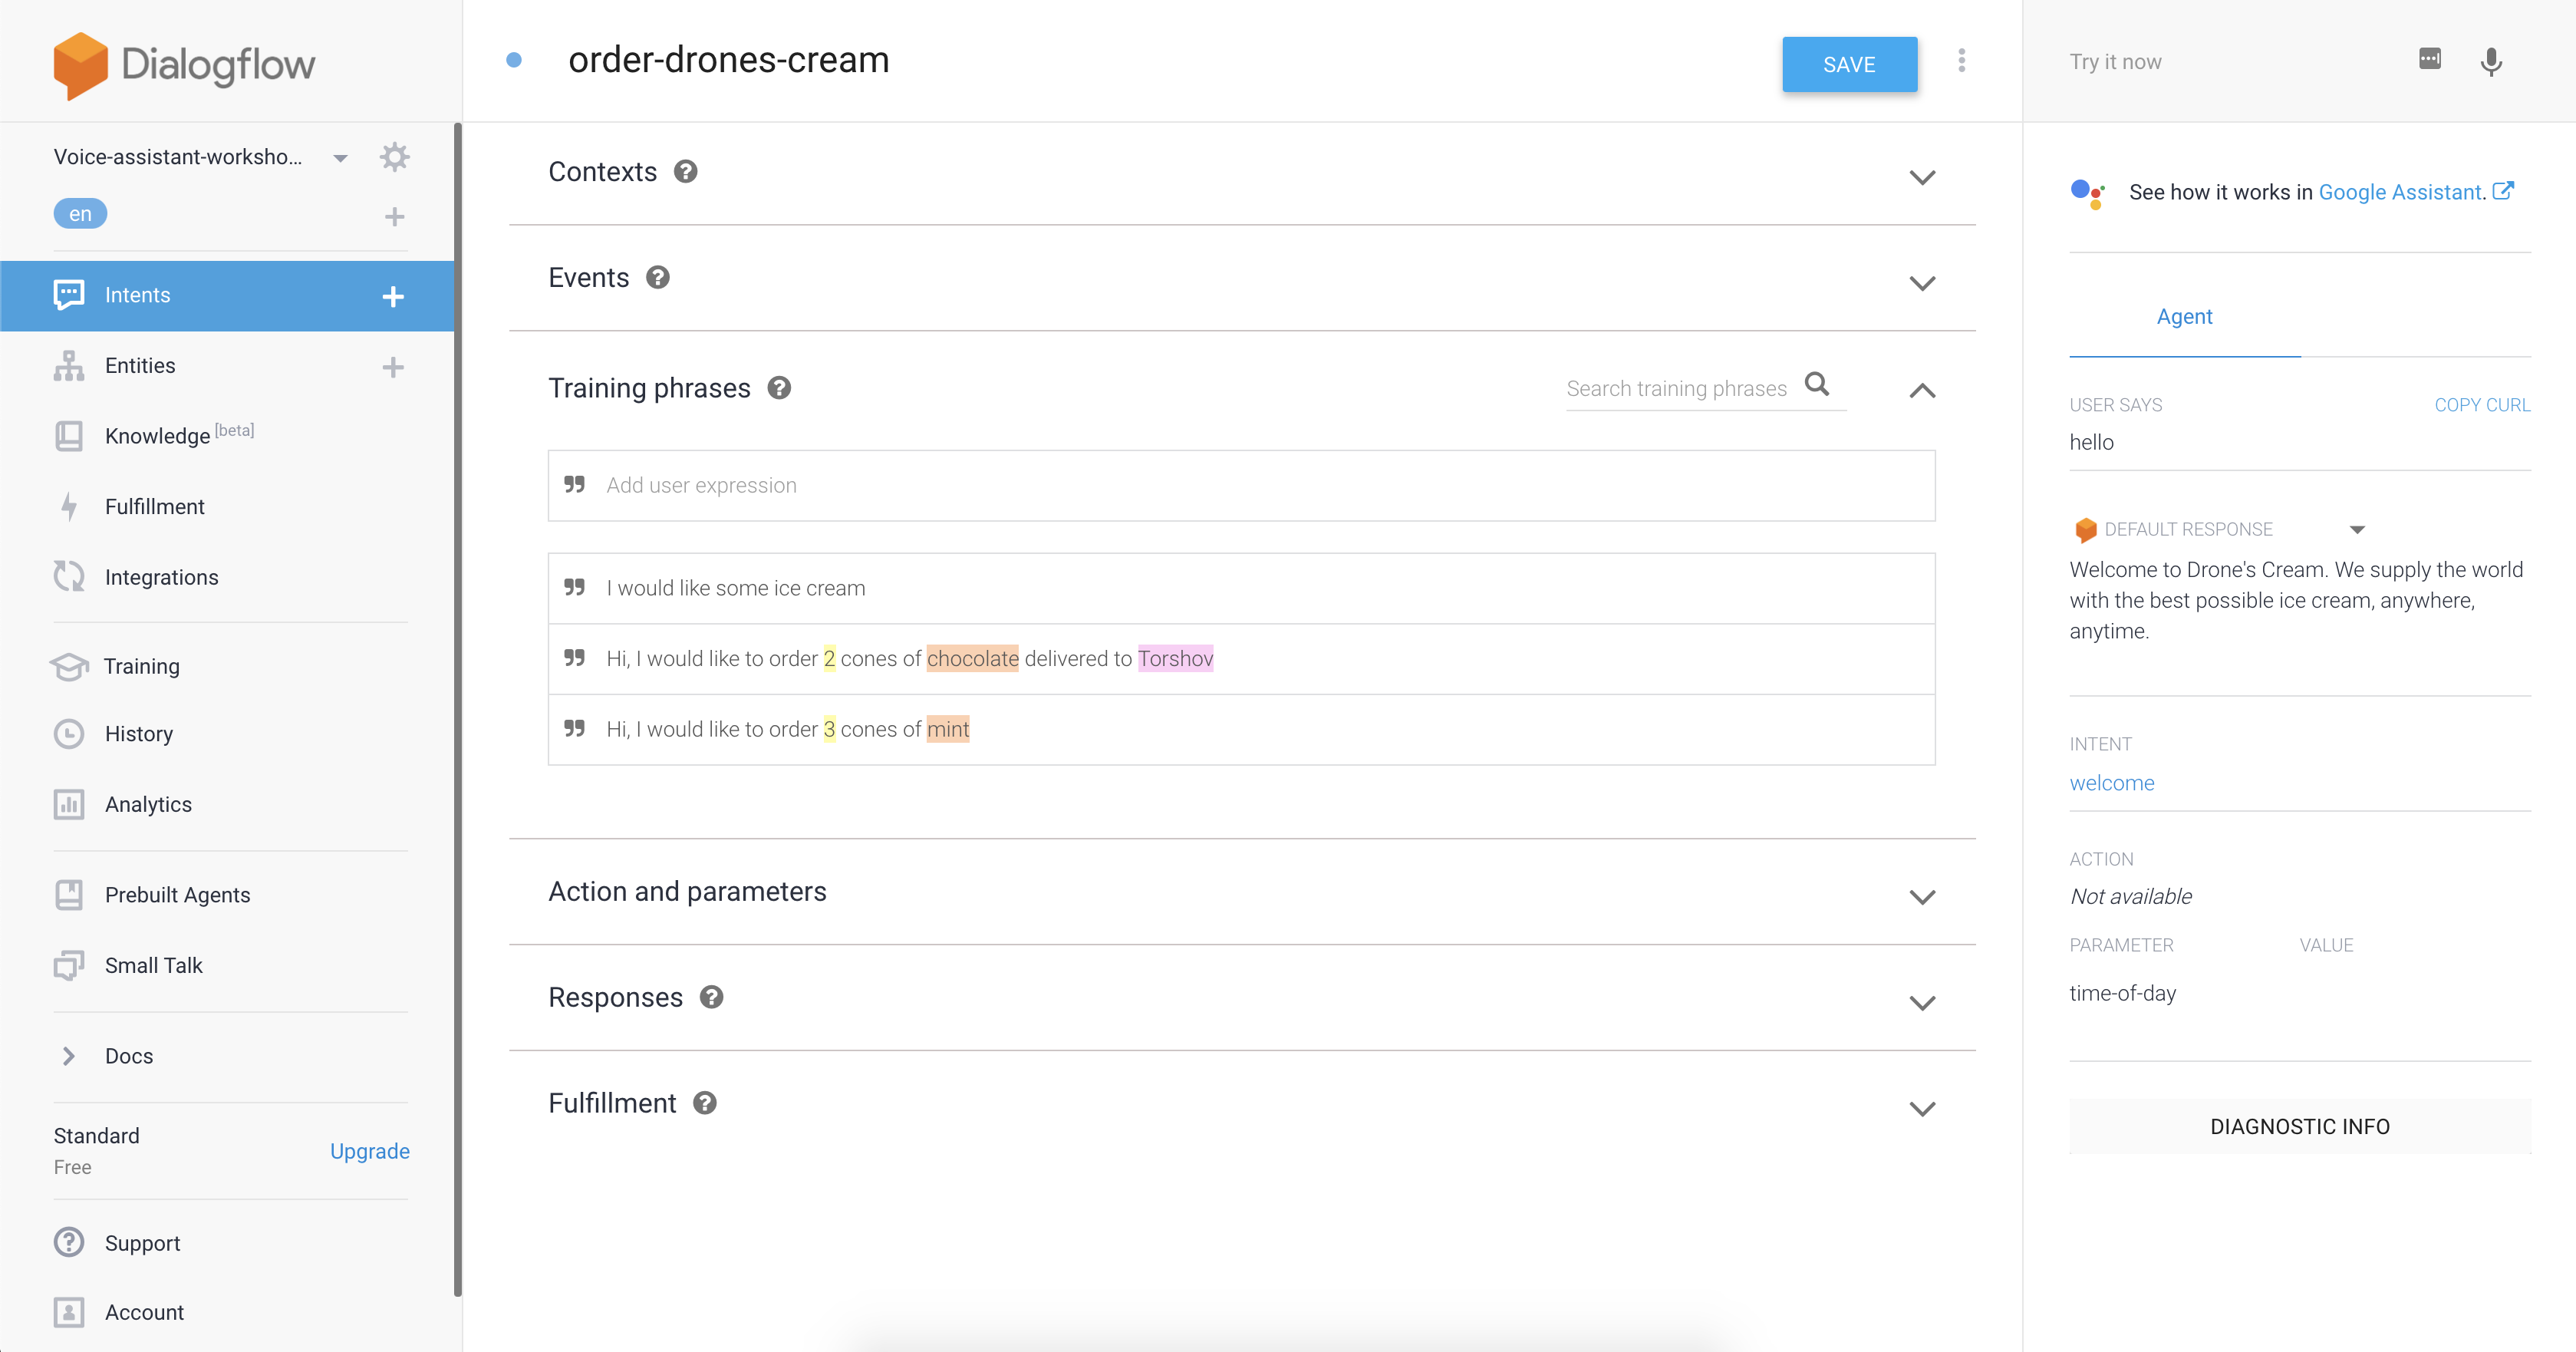 Dialogflow
Voice-assistant-worksho...
en
Intents
Entities
Knowledge [beta]
Fulfillment
Integrations
Training
History
Analytics
Prebuilt Agents
Small Talk
Docs
Standard
Free
Upgrade
Support
Account
order-drones-cream
SAVE
Contexts
Events
Training phrases
Search training phrases
Add user expression
I would like some ice cream
Hi, I would like to order 2 cones of chocolate delivered to Torshov
Hi, I would like to order 3 cones of mint
Action and parameters
Responses
Fulfillment
Try it now
See how it works in Google Assistant.
Agent
USER SAYS
COPY CURL
hello
DEFAULT RESPONSE
Welcome to Drone's Cream. We supply the world
with the best possible ice cream, anywhere,
anytime.
INTENT
welcome
ACTION
Not available
PARAMETER
VALUE
time-of-day
DIAGNOSTIC INFO